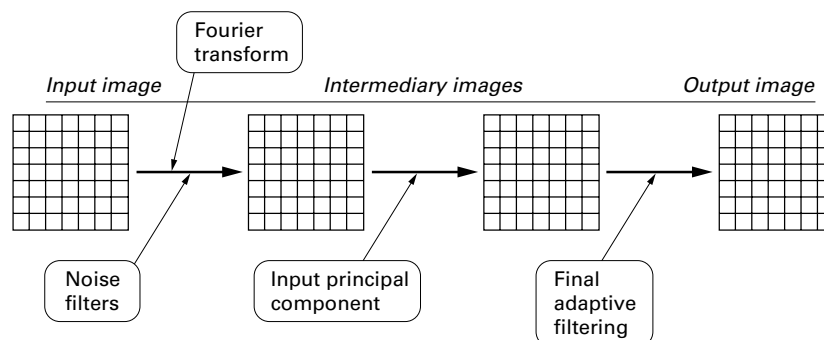 Fourier
transform
Input image
Intermediary images
Output image
Noise
filters
Input principal
component
Final
adaptive
filtering